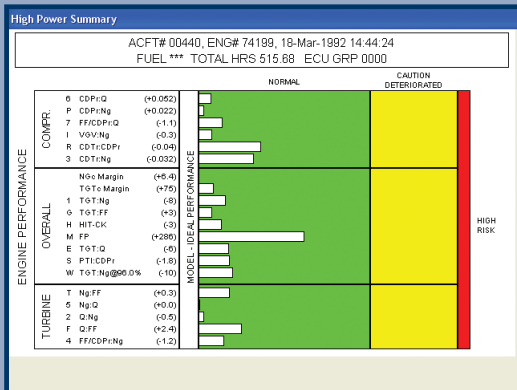 High Power Summary
ACFT# 00440, ENG# 74199, 18-Mar-1992 14:44:24
FUEL *** TOTAL HRS 515.68 ECU GRP 0000
NORMAL
CAUTION
DETERIORATED
ENGINE PERFORMANCE
COMPR.
6 CDPr:Q (+0.052)
P CDPr:Ng (+0.022)
7 FF/CDPr:Q (-1.1)
I VGV:Ng (-0.3)
R CDTr:CDPr (-0.04)
3 CDTr:Ng (-0.032)
OVERALL
NGc Margin (+6.4)
TGTc Margin (+75)
1 TGT:Ng (-8)
G TGT:FF (+3)
H HIT-CK (-3)
M FP (+286)
E TGT:Q (-6)
S PTI:CDPr (-1.8)
W TGT:Ng@96.0% (-10)
TURBINE
T Ng:FF (+0.3)
5 Ng:Q (+0.0)
2 Q:Ng (-0.5)
F Q:FF (+2.4)
4 FF/CDPr:Ng (-1.2)
MODEL - IDEAL PERFORMANCE
HIGH
RISK